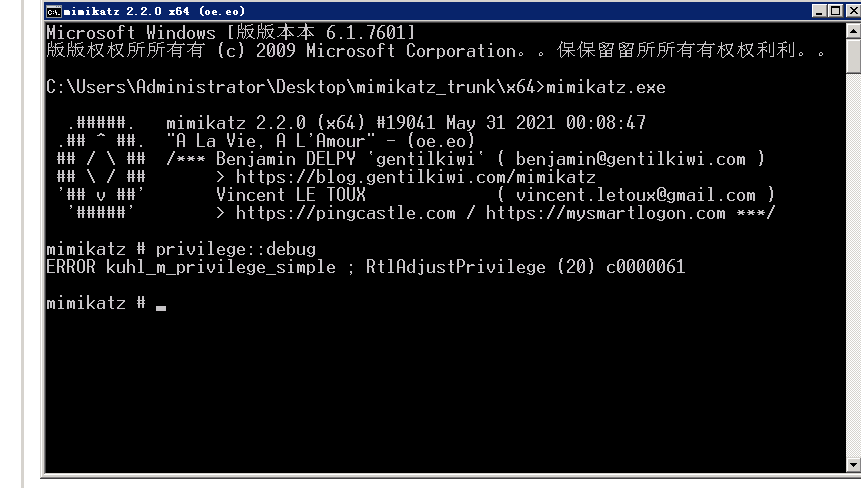 mimikatz 2.2.0 x64 (oe.eo)
Microsoft Windows [版版本本 6.1.7601]
版版权权所所有有 (c) 2009 Microsoft Corporation。。保保留留所所有有权权利利。。
C:\Users\Administrator\Desktop\mimikatz_trunk\x64>mimikatz.exe
  .#####.   mimikatz 2.2.0 (x64) #19041 May 31 2021 00:08:47
 .## ^ ##.  "A La Vie, A L'Amour" - (oe.eo)
 ## / \ ##  /*** Benjamin DELPY `gentilkiwi` ( benjamin@gentilkiwi.com )
 ## \ / ##       > https://blog.gentilkiwi.com/mimikatz
 '## v ##'       Vincent LE TOUX             ( vincent.letoux@gmail.com )
  '#####'        > https://pingcastle.com / https://mysmartlogon.com ***/
mimikatz # privilege::debug
ERROR kuhl_m_privilege_simple ; RtlAdjustPrivilege (20) c0000061
mimikatz #